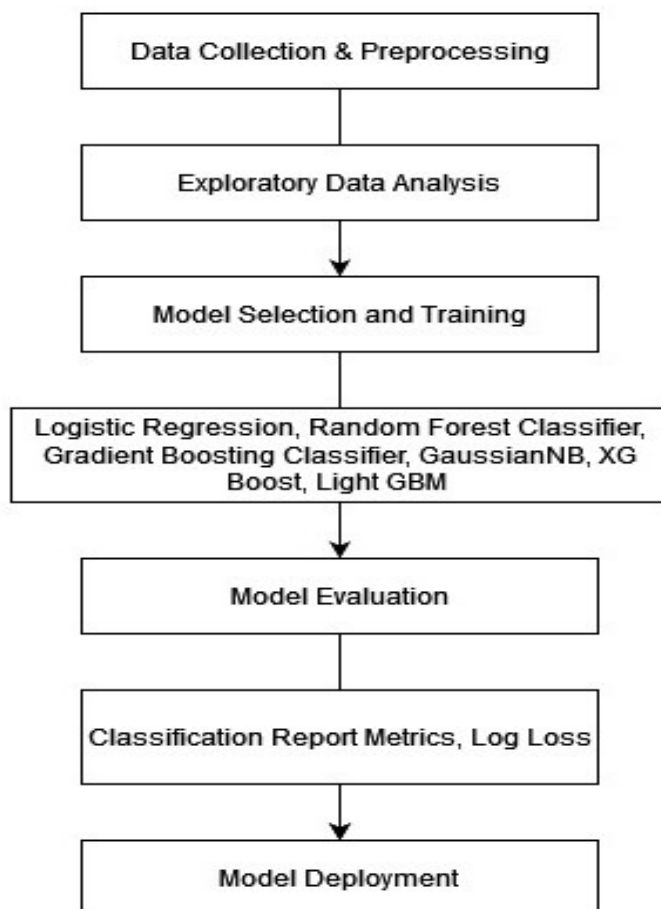 Data Collection & Preprocessing
Exploratory Data Analysis
Model Selection and Training
Logistic Regression, Random Forest Classifier,
Gradient Boosting Classifier, GaussianNB, XG
Boost, Light GBM
Model Evaluation
Classification Report Metrics, Log Loss
Model Deployment